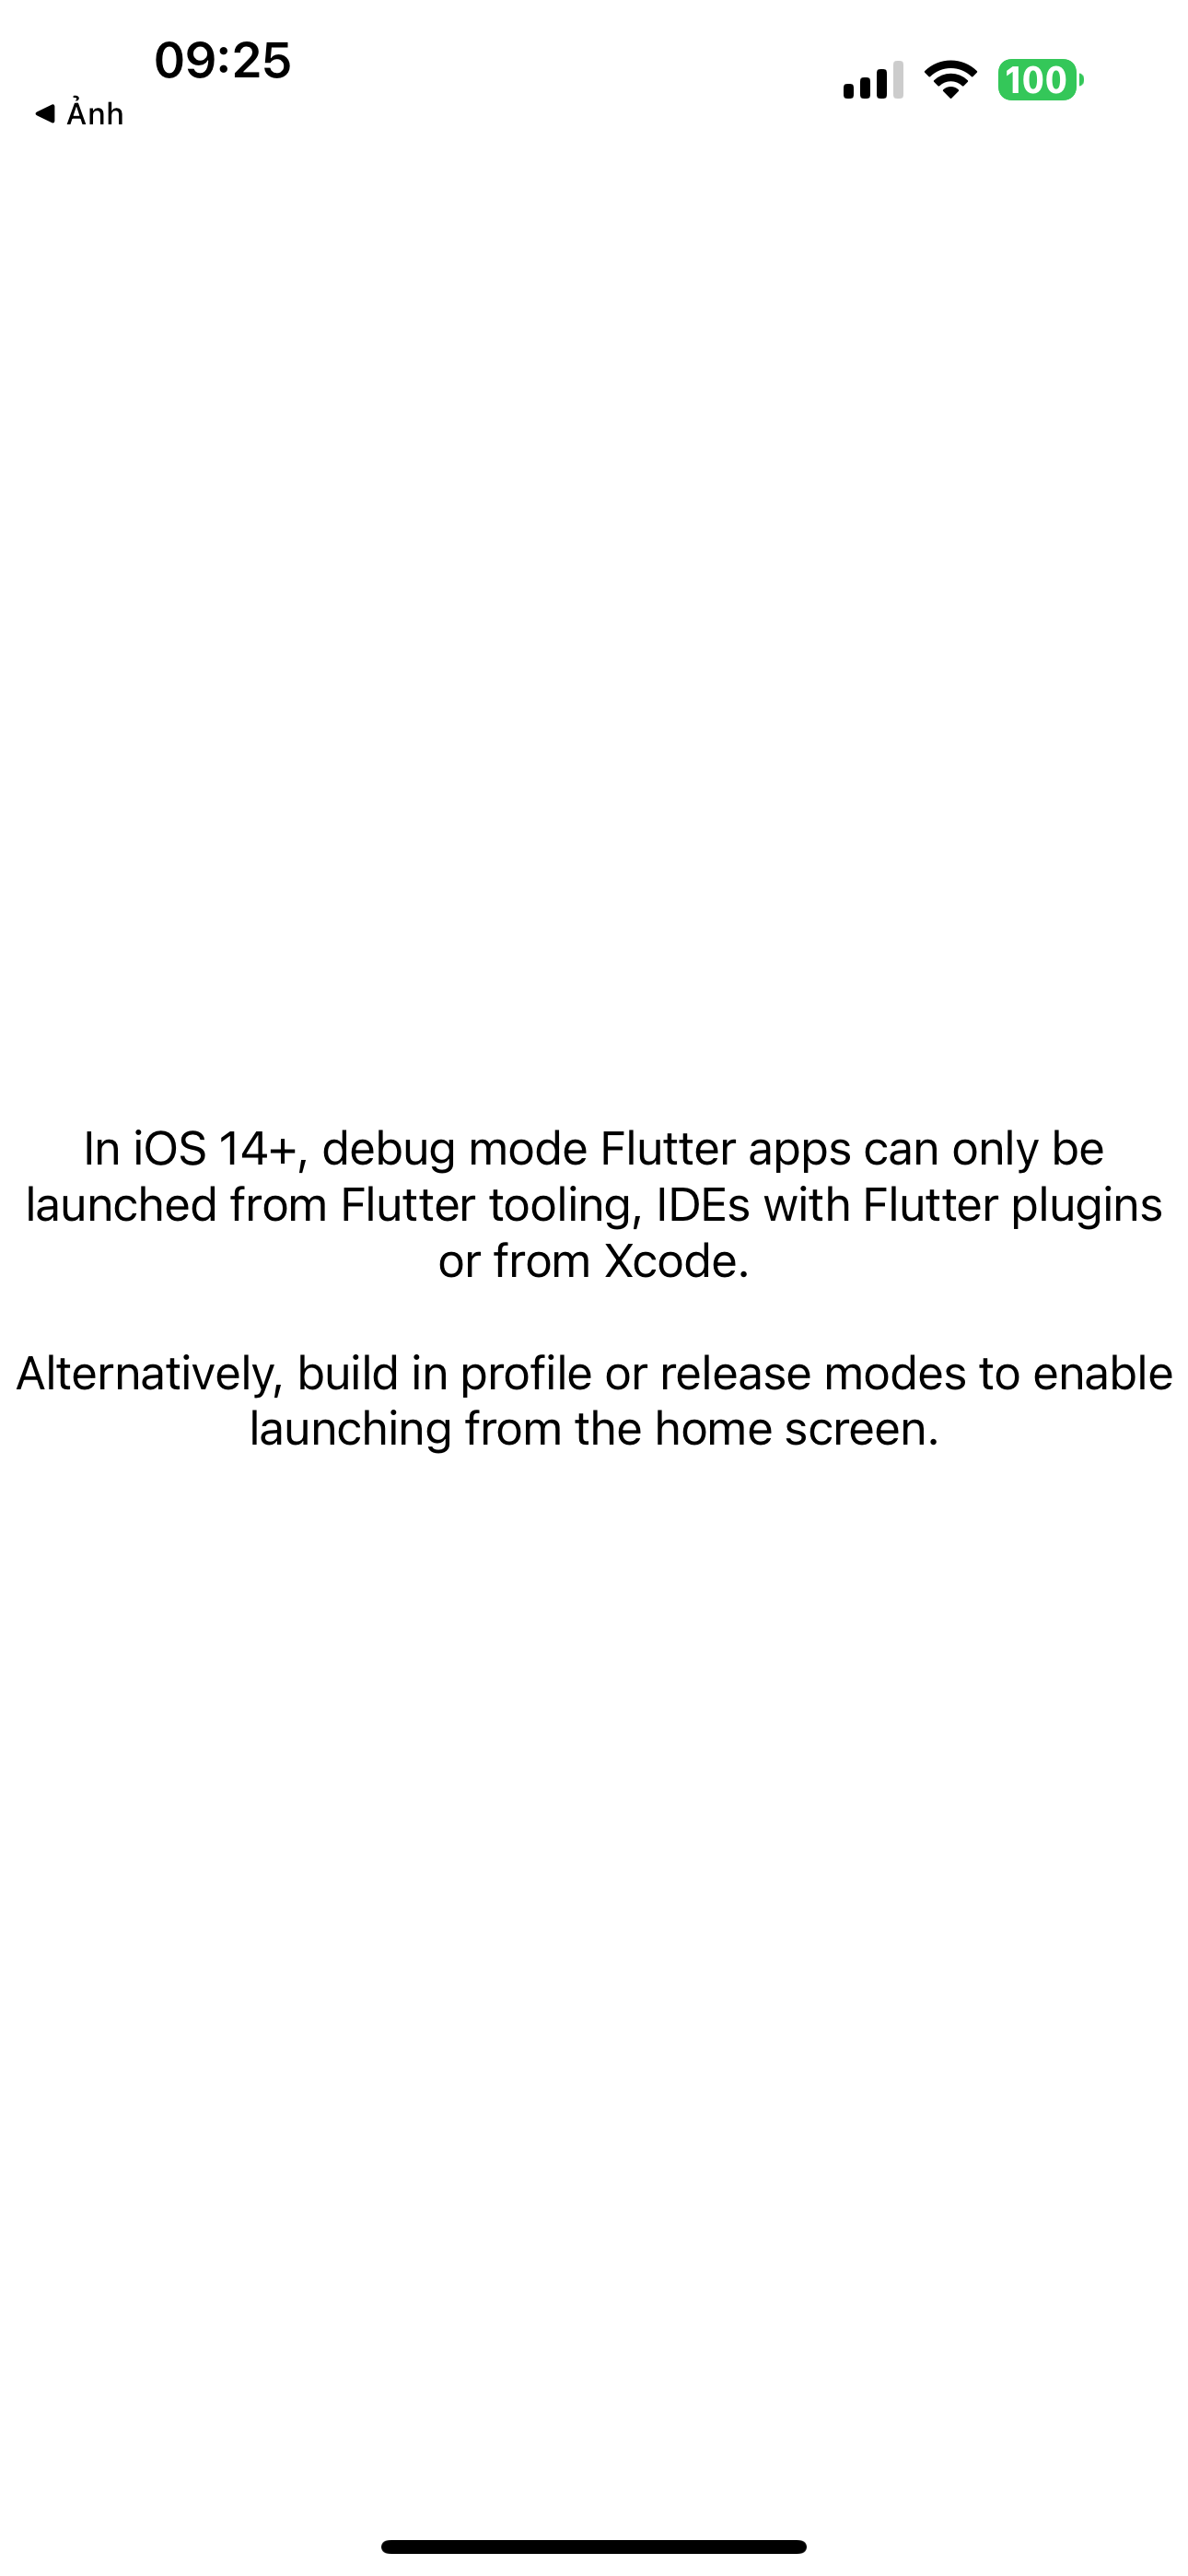 09:25
◀ Ảnh
100
In iOS 14+, debug mode Flutter apps can only be
launched from Flutter tooling, IDEs with Flutter plugins
or from Xcode.
Alternatively, build in profile or release modes to enable
launching from the home screen.